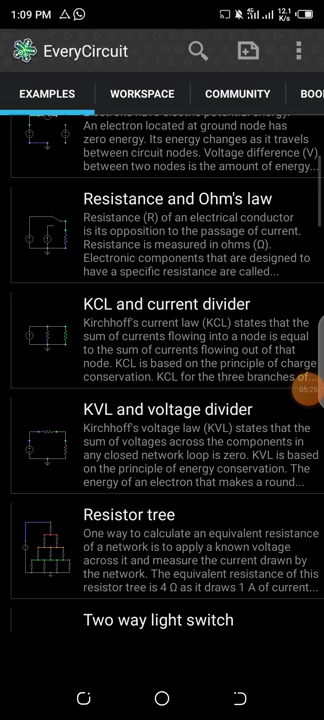 1:09 PM
12.1
K/s
EveryCircuit
EXAMPLES
WORKSPACE
COMMUNITY
BOO
Electrons have electric potential energy.
An electron located at ground node has
zero energy. Its energy changes as it travels
between circuit nodes. Voltage difference (V)
between two nodes is the amount of energy...
Resistance and Ohm's law
Resistance (R) of an electrical conductor
is its opposition to the passage of current.
Resistance is measured in ohms (Ω).
Electronic components that are designed to
have a specific resistance are called...
KCL and current divider
Kirchhoff's current law (KCL) states that the
sum of currents flowing into a node is equal
to the sum of currents flowing out of that
node. KCL is based on the principle of charge
conservation. KCL for the three branches of...
05:25
KVL and voltage divider
Kirchhoff's voltage law (KVL) states that the
sum of voltages across the components in
any closed network loop is zero. KVL is based
on the principle of energy conservation. The
energy of an electron that makes a round...
Resistor tree
One way to calculate an equivalent resistance
of a network is to apply a known voltage
across it and measure the current drawn by
the network. The equivalent resistance of this
resistor tree is 4 Ω as it draws 1 A of current...
Two way light switch